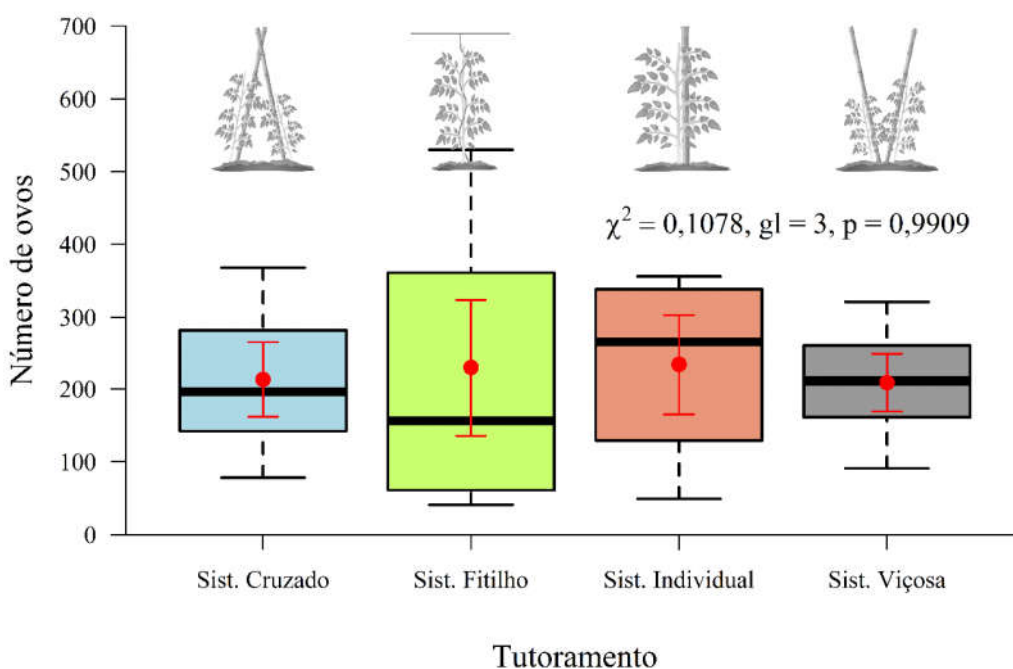 700
600
500
400
300
200
100
0
Número de ovos
χ² = 0,1078, gl = 3, p = 0,9909
Sist. Cruzado
Sist. Fitilho
Sist. Individual
Sist. Viçosa
Tutoramento